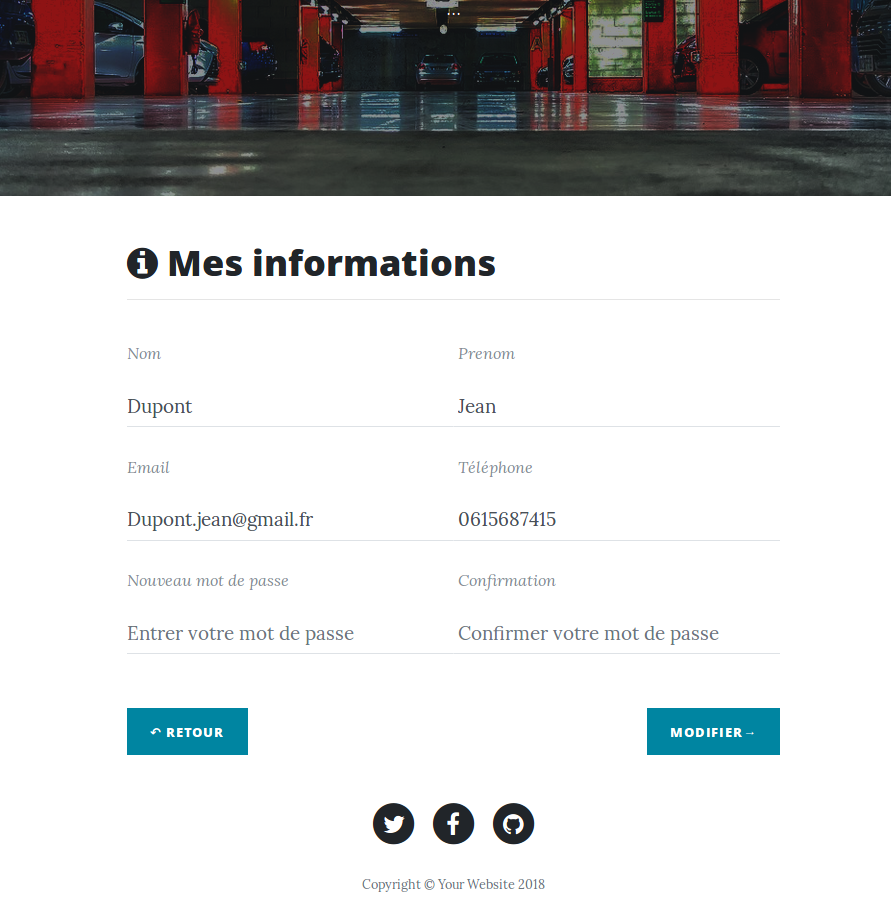 ...
Mes informations
Nom
Prenom
Dupont
Jean
Email
Téléphone
Dupont.jean@gmail.fr
0615687415
Nouveau mot de passe
Confirmation
Entrer votre mot de passe
Confirmer votre mot de passe
↶ RETOUR
MODIFIER→
Copyright © Your Website 2018